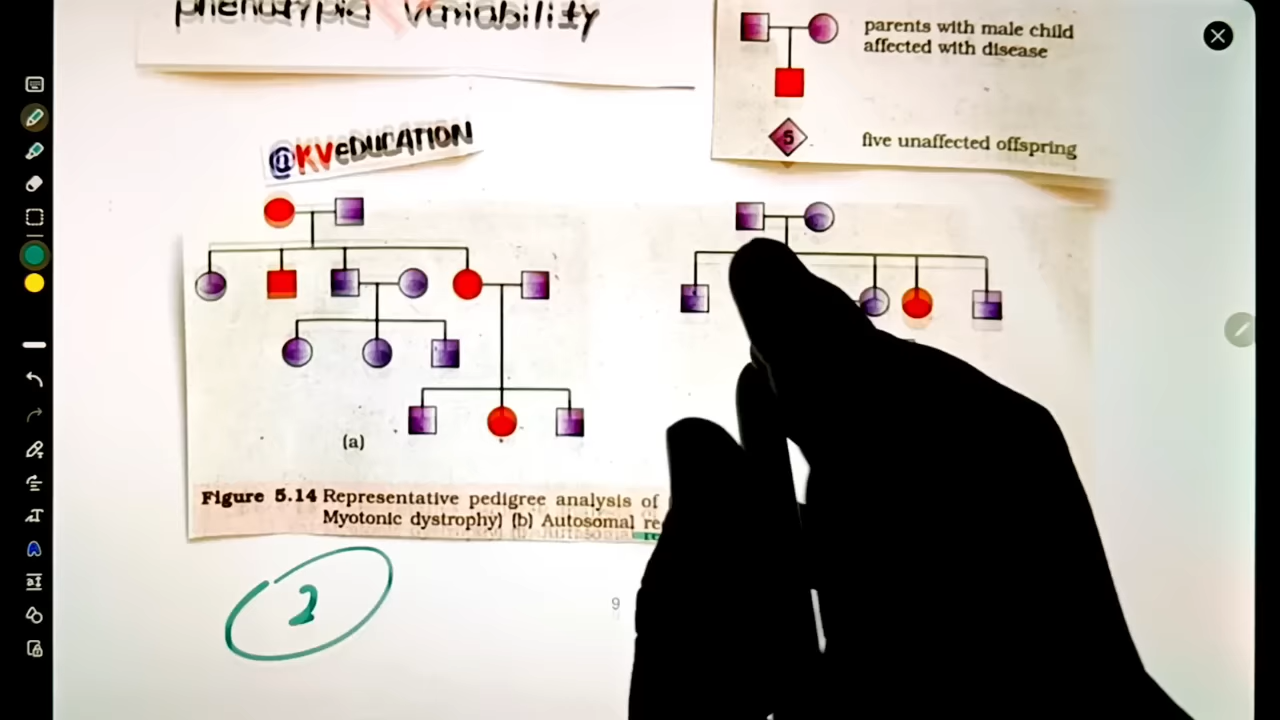 phenotypic variability
parents with male child
affected with disease
5
five unaffected offspring
@KVeDUCATION
(a)
Figure 5.14 Representative pedigree analysis of
Myotonic dystrophy) (b) Autosomal re
2
9